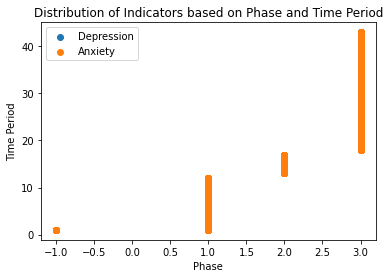 Distribution of Indicators based on Phase and Time Period
Depression
Anxiety
Time Period
40
30
20
10
0
−1.0 −0.5 0.0 0.5 1.0 1.5 2.0 2.5 3.0
Phase